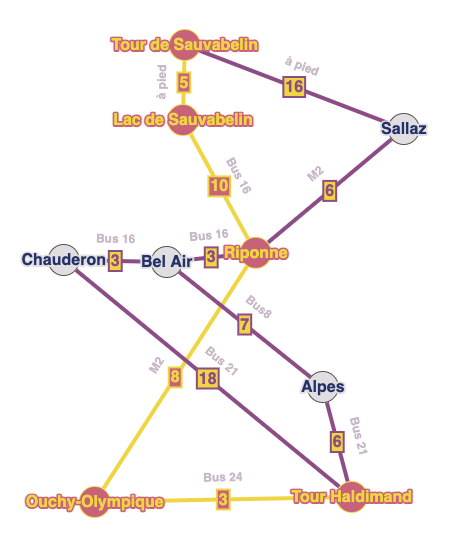 Tour de Sauvabelin
à pied
à pied
5
16
Lac de Sauvabelin
Sallaz
Bus 16
M2
10
6
Bus 16
Bus 16
Chauderon
3
Bel Air
3
Riponne
Bus8
7
M2
8
Bus 21
18
Alpes
6
Bus 21
Bus 24
Ouchy-Olympique
3
Tour Haldimand